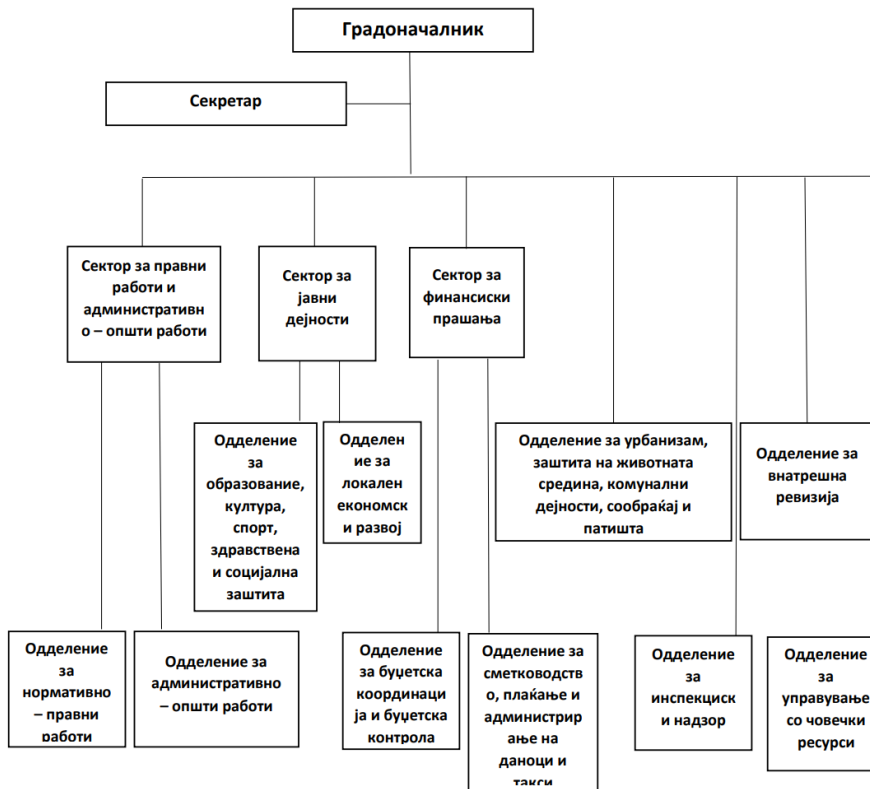 Градоначалник
Секретар
Сектор за правни
работи и
административн
о – општи работи
Сектор за
јавни
дејности
Сектор за
финансиски
прашања
Одделение
за
образование,
култура,
спорт,
здравствена
и социјална
заштита
Одделен
ие за
локален
економск
и развој
Одделение за урбанизам,
заштита на животната
средина, комунални
дејности, сообраќај и
патишта
Одделение за
внатрешна
ревизија
Одделение
за
нормативно
– правни
работи
Одделение за
административно
– општи работи
Одделение
за буџетска
координаци
ја и буџетска
контрола
Одделение за
сметководств
о, плаќање и
администрир
ање на
даноци и
такси
Одделение
за
инспекциск
и надзор
Одделение
за
управување
со човечки
ресурси